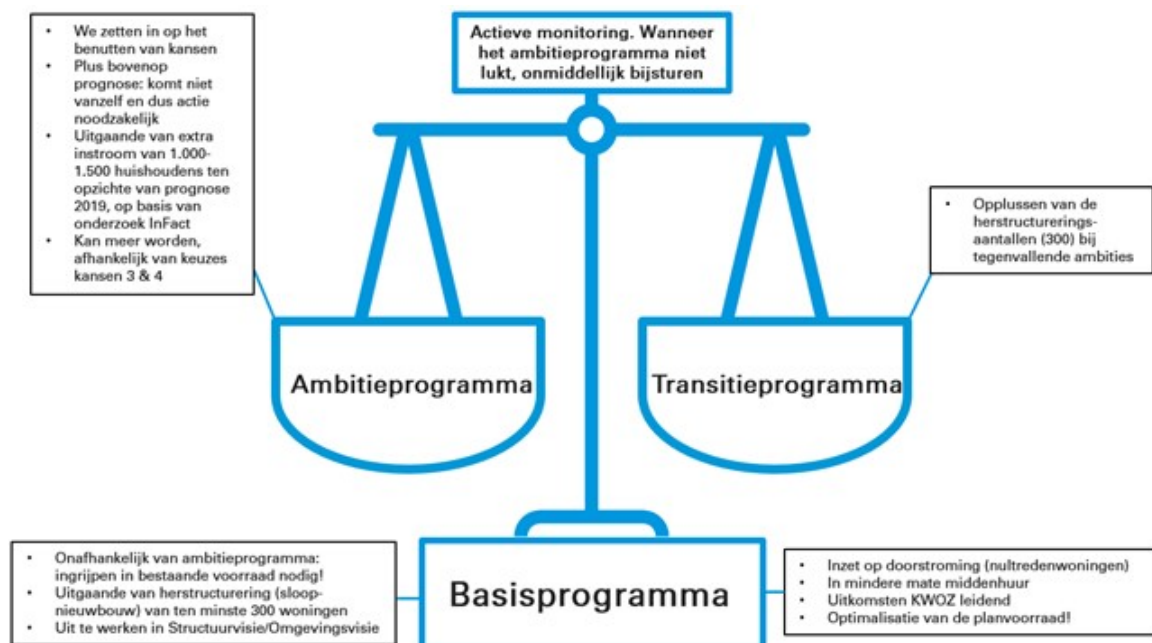 • We zetten in op het
benutten van kansen
• Plus bovenop
prognose: komt niet
vanzelf en dus actie
noodzakelijk
• Uitgaande van extra
instroom van 1.000-
1.500 huishoudens ten
opzichte van prognose
2019, op basis van
onderzoek InFact
• Kan meer worden,
afhankelijk van keuzes
kansen 3 & 4
Actieve monitoring. Wanneer
het ambitieprogramma niet
lukt, onmiddellijk bijsturen
• Opplussen van de
herstructurerings-
aantallen (300) bij
tegenvallende ambities
Ambitieprogramma
Transitieprogramma
• Onafhankelijk van ambitieprogramma:
ingrijpen in bestaande voorraad nodig!
• Uitgaande van herstructurering (sloop-
nieuwbouw) van ten minste 300 woningen
• Uit te werken in Structuurvisie/Omgevingsvisie
Basisprogramma
• Inzet op doorstroming (nultredenwoningen)
• In mindere mate middenhuur
• Uitkomsten KWOZ leidend
• Optimalisatie van de planvoorraad!